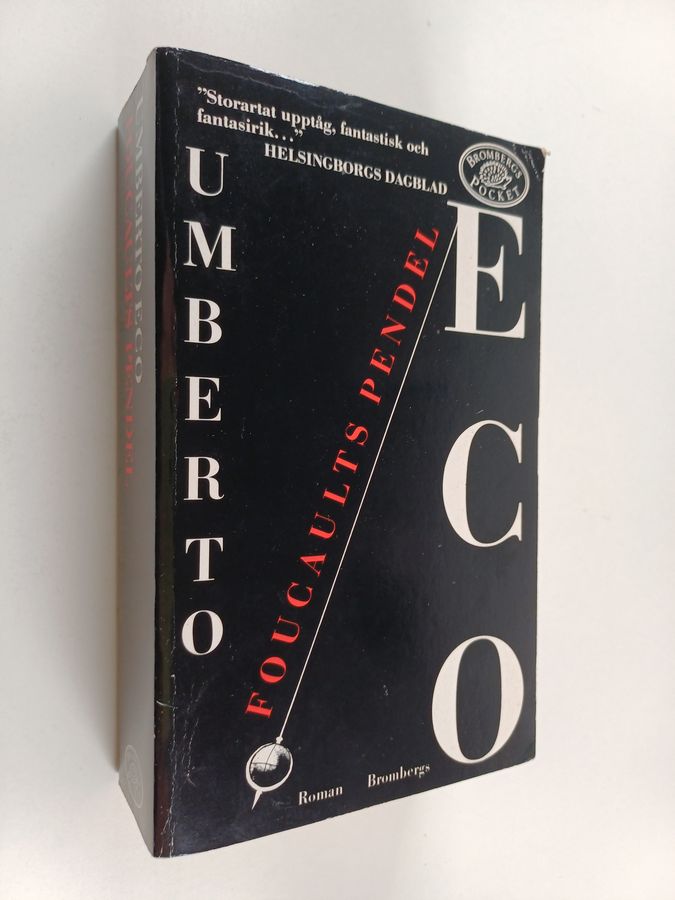 ”Storartat upptåg, fantastisk och
fantasirik...”
HELSINGBORGS DAGBLAD
BROMBERGS
POCKET
UMBERTO
ECO
FOUCAULTS PENDEL
Roman Brombergs
UMBERTO ECO
FOUCAULTS PENDEL